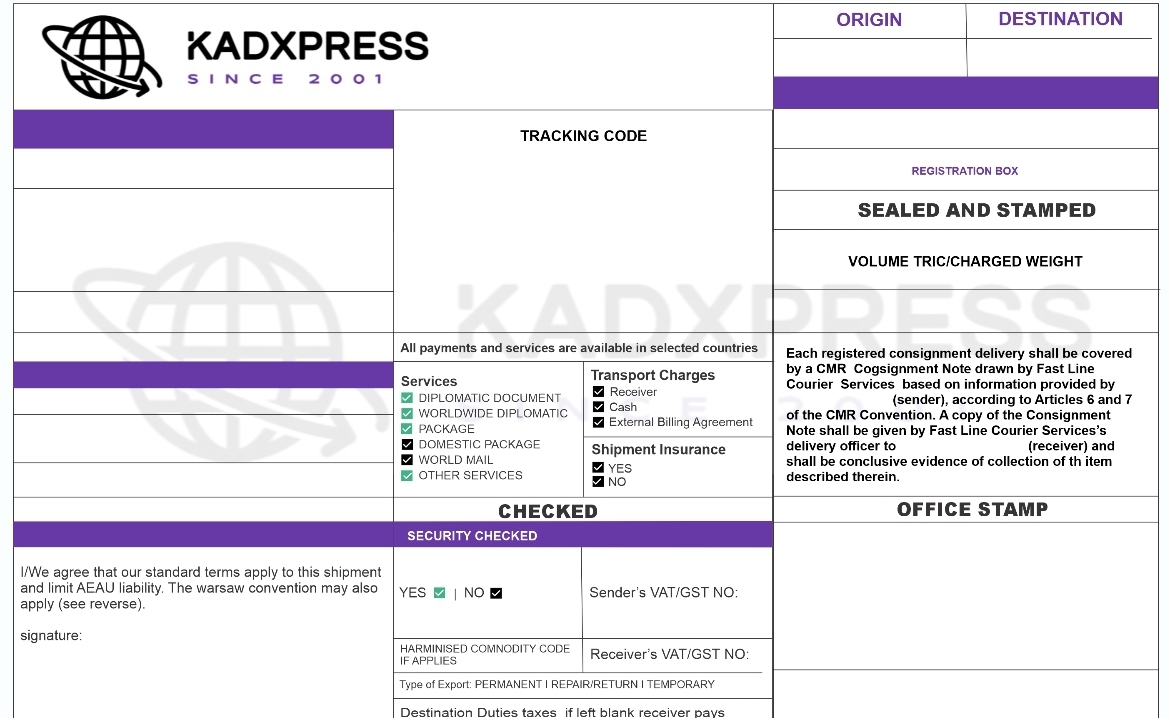 KADXPRESS
SINCE 2001
ORIGIN
DESTINATION
TRACKING CODE
REGISTRATION BOX
SEALED AND STAMPED
VOLUME TRIC/CHARGED WEIGHT
KADXPRESS
SINCE 20
All payments and services are available in selected countries
Services
DIPLOMATIC DOCUMENT
WORLDWIDE DIPLOMATIC
PACKAGE
DOMESTIC PACKAGE
WORLD MAIL
OTHER SERVICES
Transport Charges
Receiver
Cash
External Billing Agreement
Shipment Insurance
YES
NO
Each registered consignment delivery shall be covered
by a CMR Cogsignment Note drawn by Fast Line
Courier Services based on information provided by
(sender), according to Articles 6 and 7
of the CMR Convention. A copy of the Consignment
Note shall be given by Fast Line Courier Services's
delivery officer to (receiver) and
shall be conclusive evidence of collection of th item
described therein.
CHECKED
OFFICE STAMP
SECURITY CHECKED
I/We agree that our standard terms apply to this shipment
and limit AEAU liability. The warsaw convention may also
apply (see reverse).
signature:
YES | NO
Sender's VAT/GST NO:
HARMINISED COMNODITY CODE
IF APPLIES
Receiver's VAT/GST NO:
Type of Export: PERMANENT I REPAIR/RETURN I TEMPORARY
Destination Duties taxes if left blank receiver pays